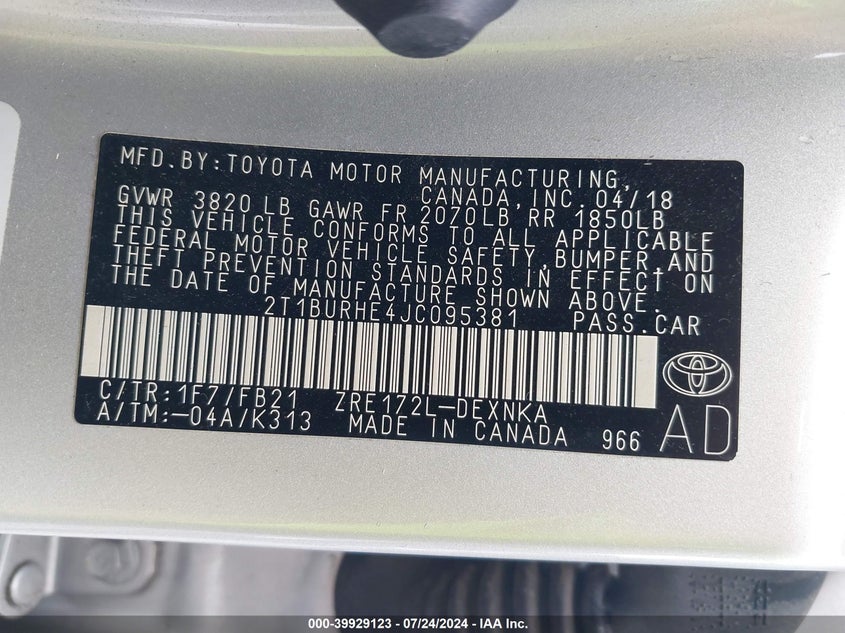 MFD.BY:TOYOTA MOTOR MANUFACTURING,
CANADA,INC. 04/18
GVWR 3820 LB GAWR FR 2070LB RR 1850LB
THIS VEHICLE CONFORMS TO ALL APPLICABLE
FEDERAL MOTOR VEHICLE SAFETY, BUMPER,AND
THEFT PREVENTION STANDARDS IN EFFECT ON
THE DATE OF MANUFACTURE SHOWN ABOVE.
2T1BURHE4JC095381 PASS.CAR
C/TR:1F7/FB21 ZRE172L-DEXNKA
A/TM:-04A/K313 MADE IN CANADA 966 AD
000-39929123 / 07/24/2024 - IAA Inc.